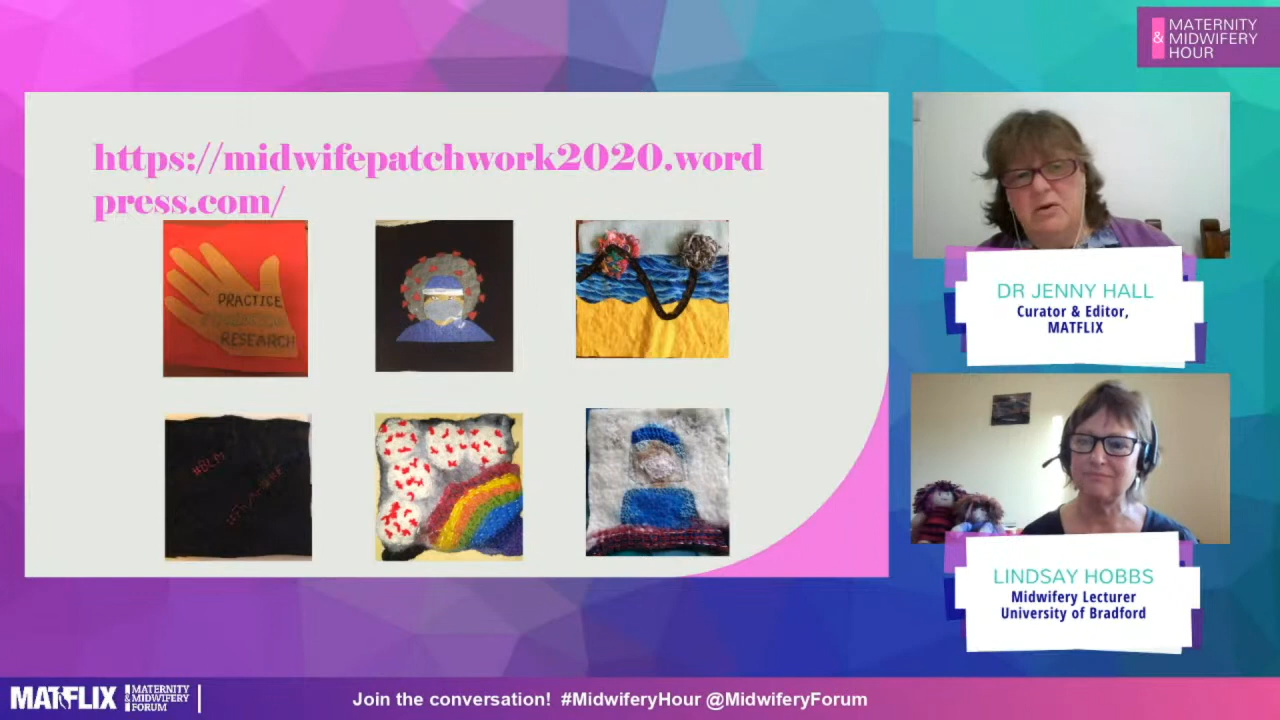 MATERNITY
& MIDWIFERY
HOUR
https://midwifepatchwork2020.word
press.com/
PRACTICE
RESEARCH
#BLM
DR JENNY HALL
Curator & Editor,
MATFLIX
LINDSAY HOBBS
Midwifery Lecturer
University of Bradford
MATFLIX
MATERNITY
& MIDWIFERY
FORUM
Join the conversation! #MidwiferyHour @MidwiferyForum